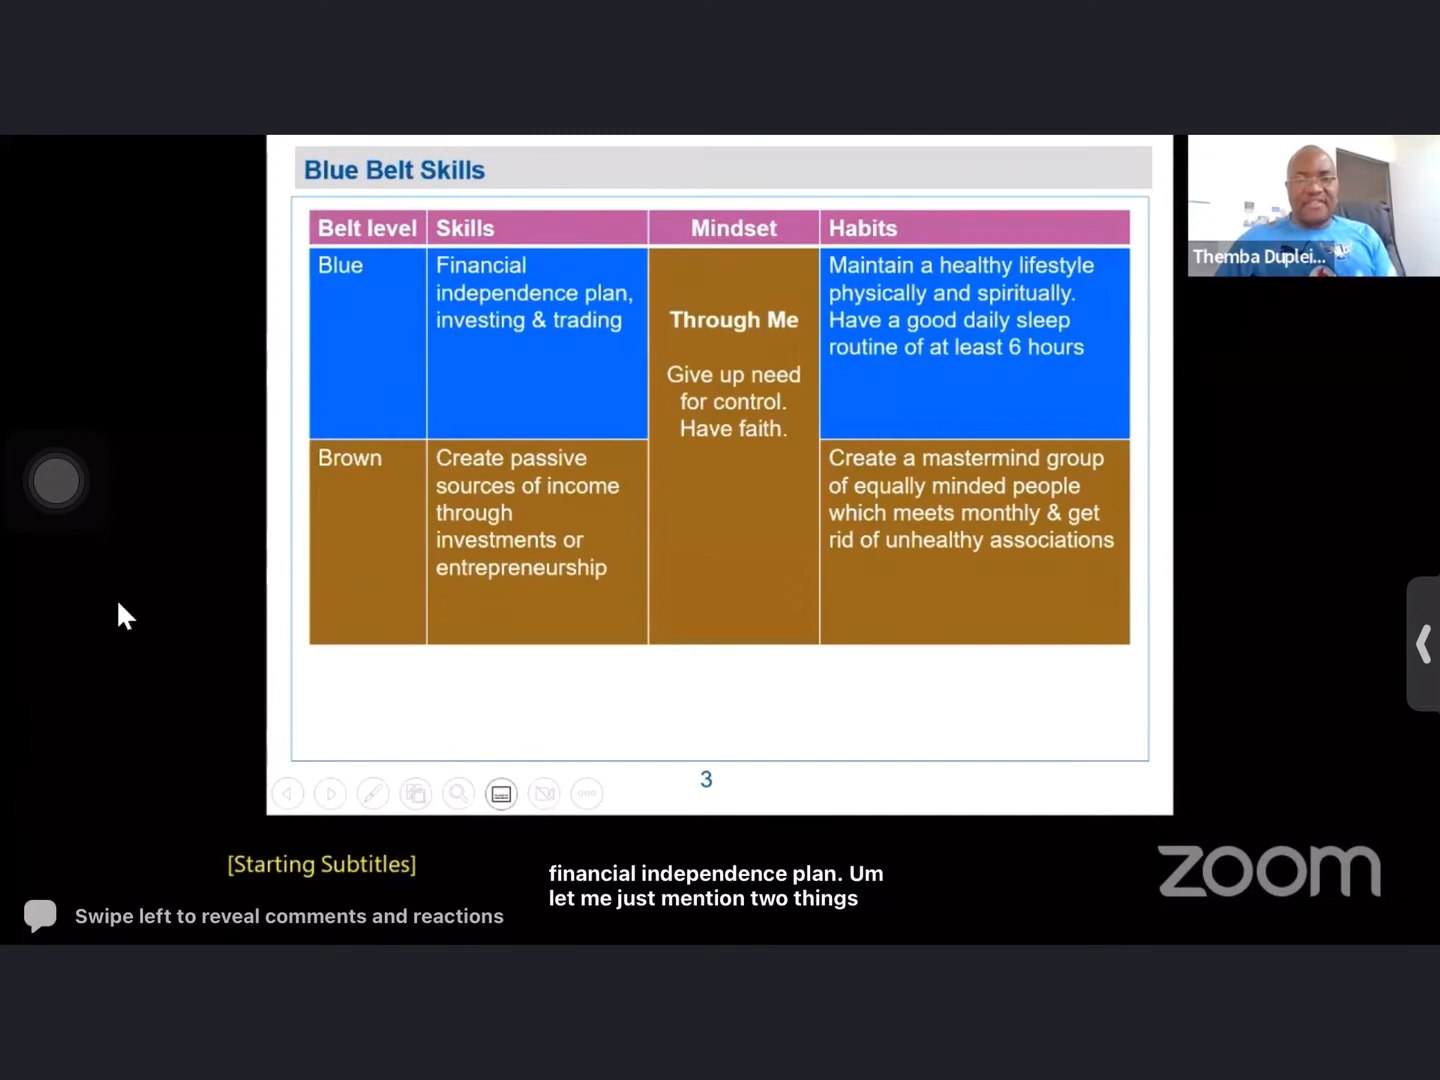 Blue Belt Skills
Belt level
Skills
Mindset
Habits
Blue
Financial
independence plan,
investing & trading
Through Me
Give up need
for control.
Have faith.
Maintain a healthy lifestyle
physically and spiritually.
Have a good daily sleep
routine of at least 6 hours
Brown
Create passive
sources of income
through
investments or
entrepreneurship
Create a mastermind group
of equally minded people
which meets monthly & get
rid of unhealthy associations
3
Themba Duplei...
[Starting Subtitles]
financial independence plan. Um
let me just mention two things
Swipe left to reveal comments and reactions
zoom